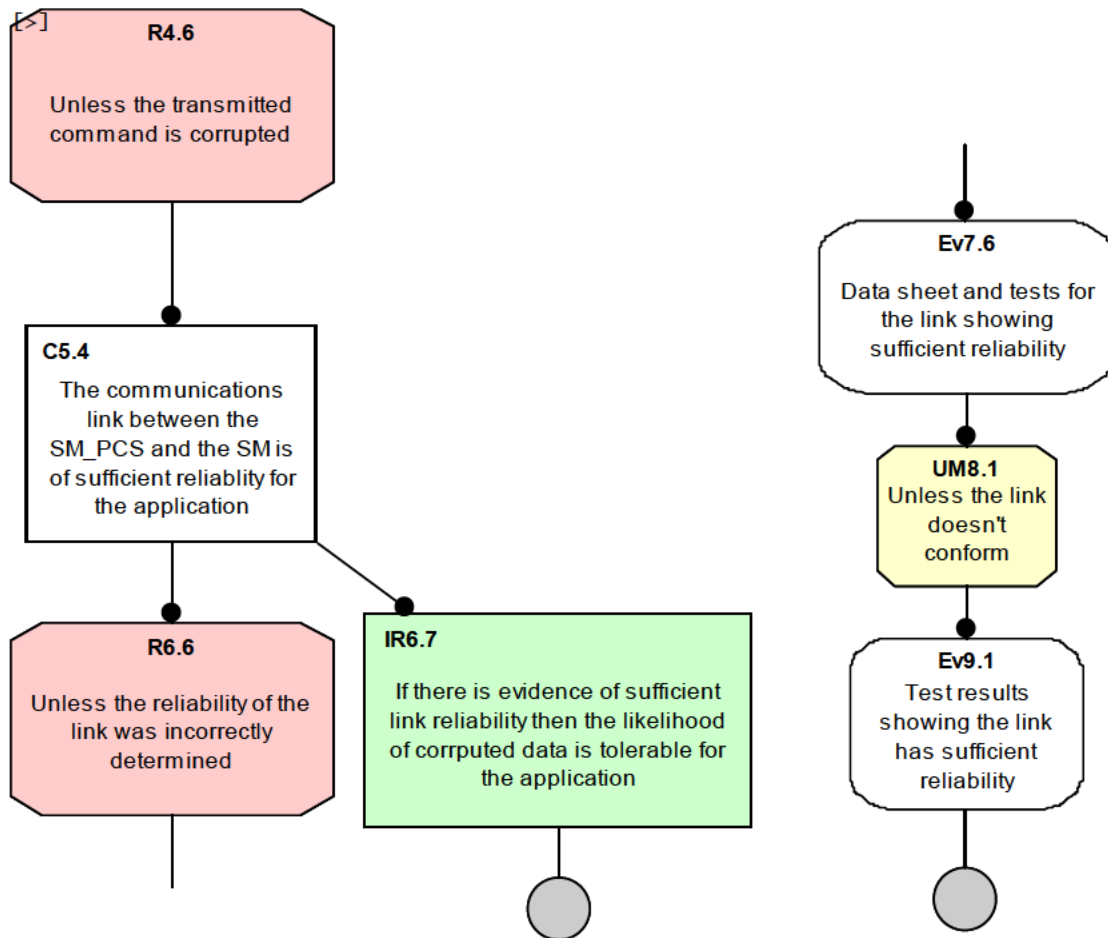 [>]
R4.6
Unless the transmitted
command is corrupted
C5.4
The communications
link between the
SM_PCS and the SM is
of sufficient reliablity for
the application
R6.6
Unless the reliability of the
link was incorrectly
determined
IR6.7
If there is evidence of sufficient
link reliability then the likelihood
of corrputed data is tolerable for
the application
Ev7.6
Data sheet and tests for
the link showing
sufficient reliability
UM8.1
Unless the link
doesn't
conform
Ev9.1
Test results
showing the link
has sufficient
reliability